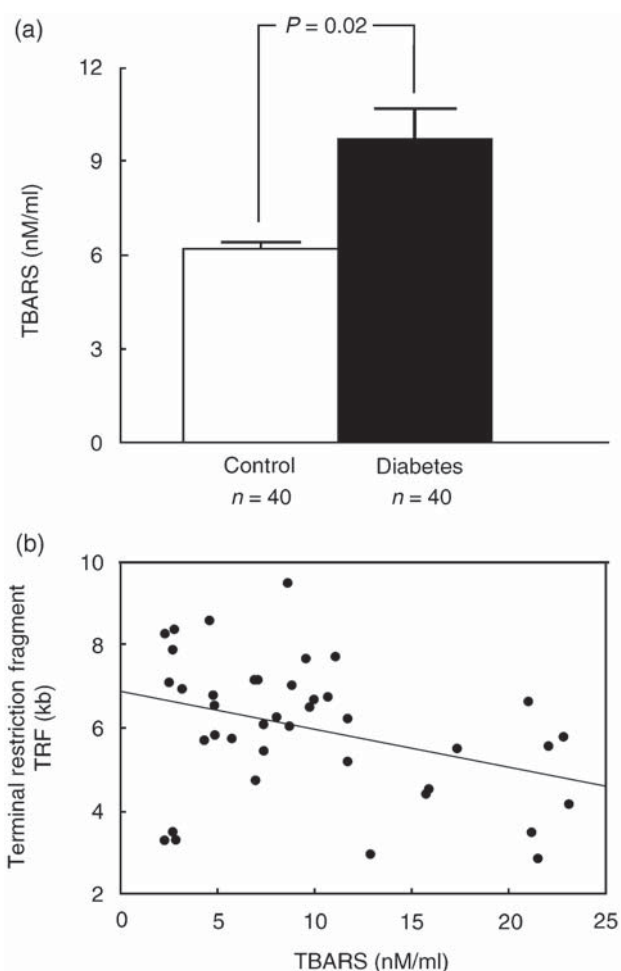 (a)
P = 0.02
12
9
6
3
0
TBARS (nM/ml)
Control Diabetes
n = 40 n = 40
(b)
10
8
6
4
2
Terminal restriction fragment
TRF (kb)
0 5 10 15 20 25
TBARS (nM/ml)